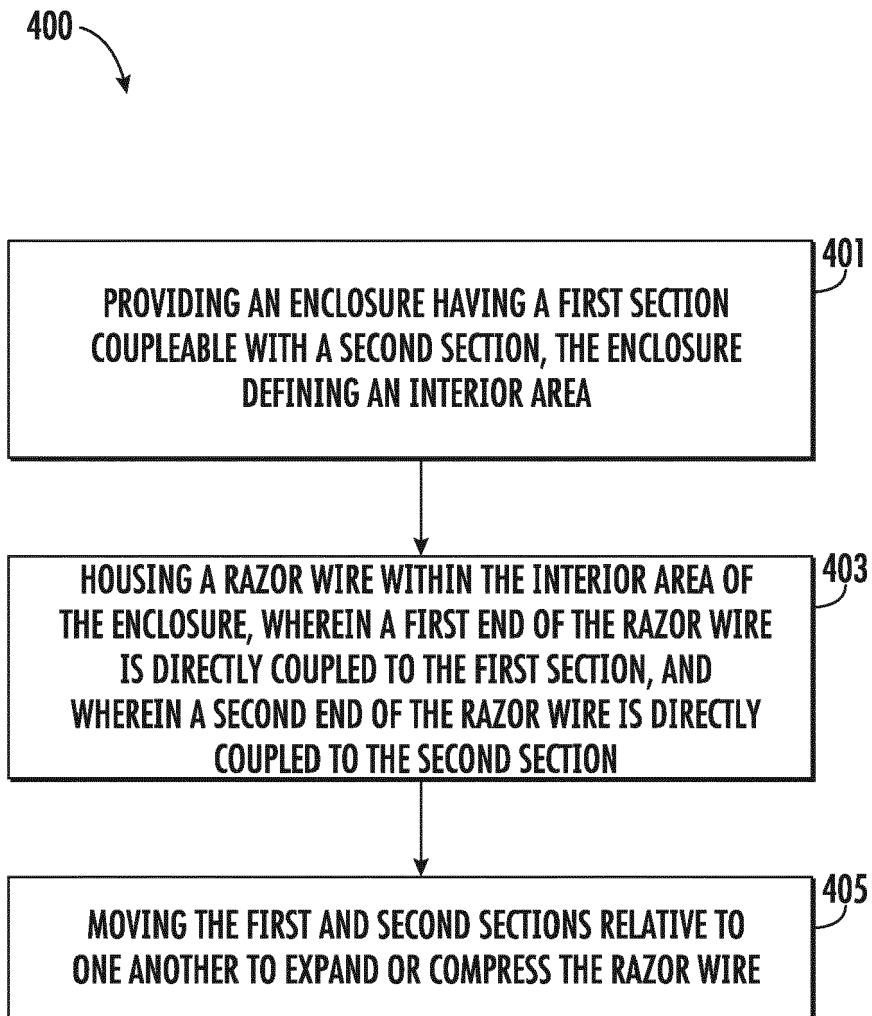 400
401
PROVIDING AN ENCLOSURE HAVING A FIRST SECTION
COUPLEABLE WITH A SECOND SECTION, THE ENCLOSURE
DEFINING AN INTERIOR AREA
403
HOUSING A RAZOR WIRE WITHIN THE INTERIOR AREA OF
THE ENCLOSURE, WHEREIN A FIRST END OF THE RAZOR WIRE
IS DIRECTLY COUPLED TO THE FIRST SECTION, AND
WHEREIN A SECOND END OF THE RAZOR WIRE IS DIRECTLY
COUPLED TO THE SECOND SECTION
405
MOVING THE FIRST AND SECOND SECTIONS RELATIVE TO
ONE ANOTHER TO EXPAND OR COMPRESS THE RAZOR WIRE